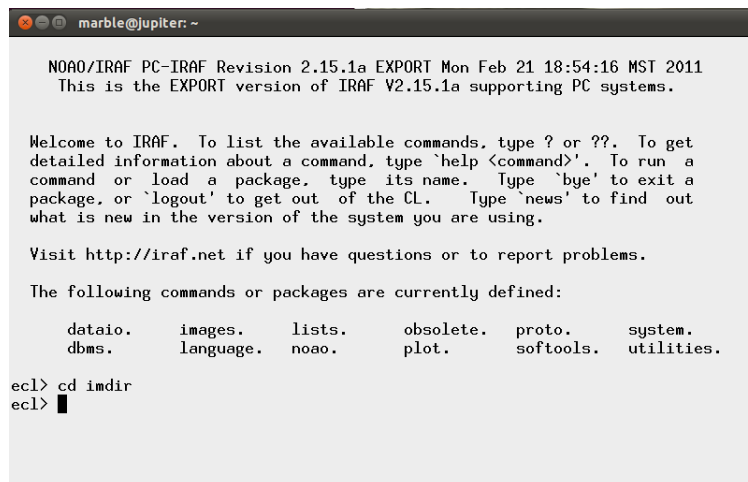 marble@jupiter: ~
NOAO/IRAF PC-IRAF Revision 2.15.1a EXPORT Mon Feb 21 18:54:16 MST 2011
This is the EXPORT version of IRAF V2.15.1a supporting PC systems.
Welcome to IRAF.  To list the available commands, type ? or ??.  To get
detailed information about a command, type `help <command>'.  To run  a
command  or  load  a  package,  type  its name.   Type  `bye' to exit a
package, or `logout' to get  out  of the CL.    Type `news' to find  out
what is new in the version of the system you are using.
Visit http://iraf.net if you have questions or to report problems.
The following commands or packages are currently defined:
dataio.     images.     lists.      obsolete.   proto.      system.
dbms.       language.   noao.       plot.       softools.   utilities.
ecl> cd imdir
ecl>